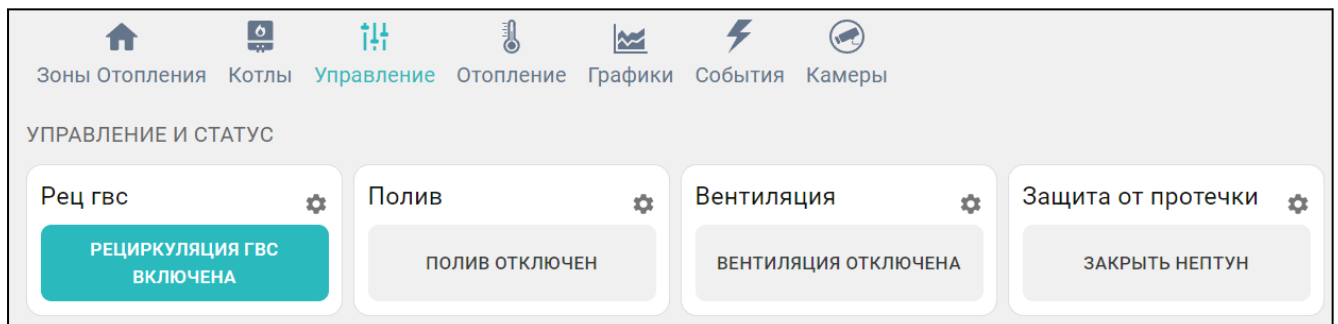 Зоны Отопления Котлы Управление Отопление Графики События Камеры
УПРАВЛЕНИЕ И СТАТУС
Рец гвс
РЕЦИРКУЛЯЦИЯ ГВС
ВКЛЮЧЕНА
Полив
ПОЛИВ ОТКЛЮЧЕН
Вентиляция
ВЕНТИЛЯЦИЯ ОТКЛЮЧЕНА
Защита от протечки
ЗАКРЫТЬ НЕПТУН